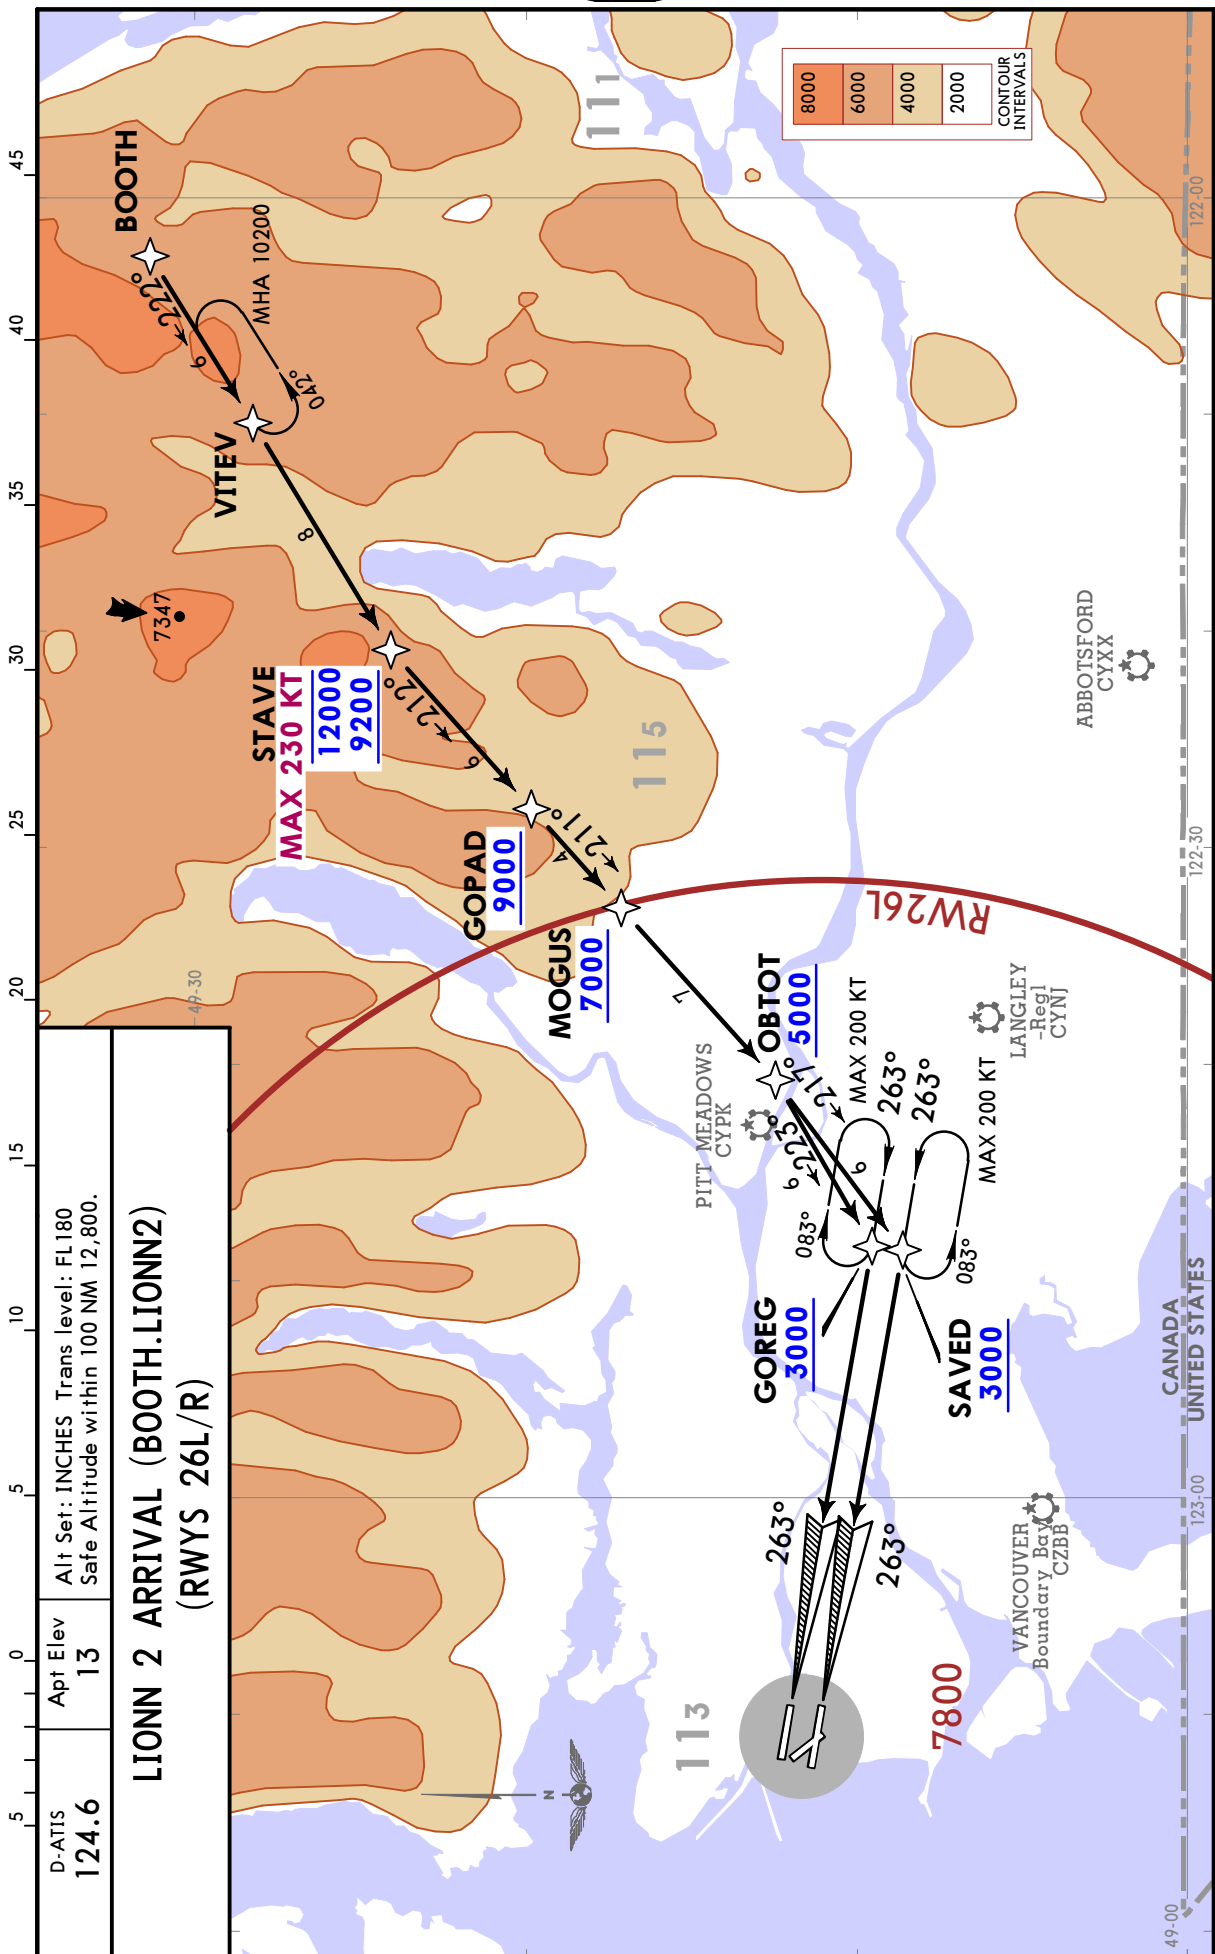 D-ATIS
124.6
Apt Elev
13
Alt Set: INCHES Trans level: FL180
Safe Altitude within 100 NM 12,800.
LIONN 2 ARRIVAL (BOOTH.LIONN2)
(RWYS 26L/R)
5
0
5
10
15
20
25
30
35
40
45
BOOTH
222°
6
MHA 10200
042°
VITEV
8
7347
STAVE
MAX 230 KT
12000
9200
212°
6
GOPAD
9000
4
211°
MOGUS
7000
7
OBTOT
5000
217°
223°
6
6
MAX 200 KT
263°
263°
MAX 200 KT
083°
083°
GOREG
3000
SAVED
3000
263°
263°
RW26L
7800
111
115
113
PITT MEADOWS
CYPK
LANGLEY
-Regl
CYNJ
ABBOTSFORD
CYXX
VANCOUVER
Boundary Bay
CZBB
CANADA
UNITED STATES
49-30
49-00
122-00
122-30
123-00
N
8000
6000
4000
2000
CONTOUR
INTERVALS